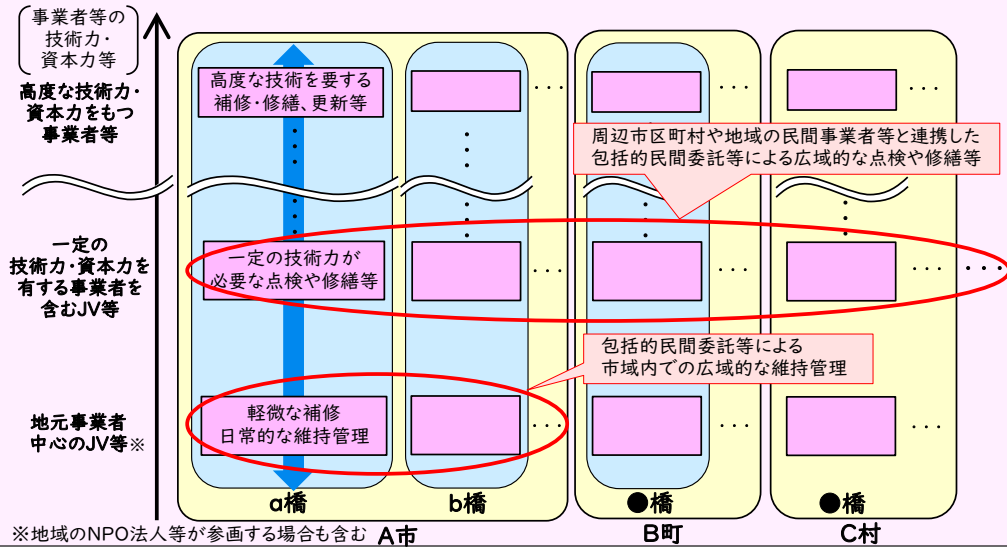 事業者等の
技術力・
資本力等
高度な技術力・
資本力をもつ
事業者等
高度な技術を要する
補修・修繕、更新等
・・・
・・・
・・・
・・・
周辺市区町村や地域の民間事業者等と連携した
包括的民間委託等による広域的な点検や修繕等
一定の
技術力・資本力を
有する事業者を
含むJV等
一定の技術力が
必要な点検や修繕等
・・・
・・・
・・・
・・・
包括的民間委託等による
市域内での広域的な維持管理
地元事業者
中心のJV等※
軽微な補修
日常的な維持管理
・・・
・・・
・・・
a橋
b橋
●橋
●橋
※地域のNPO法人等が参画する場合も含む
A市
B町
C村